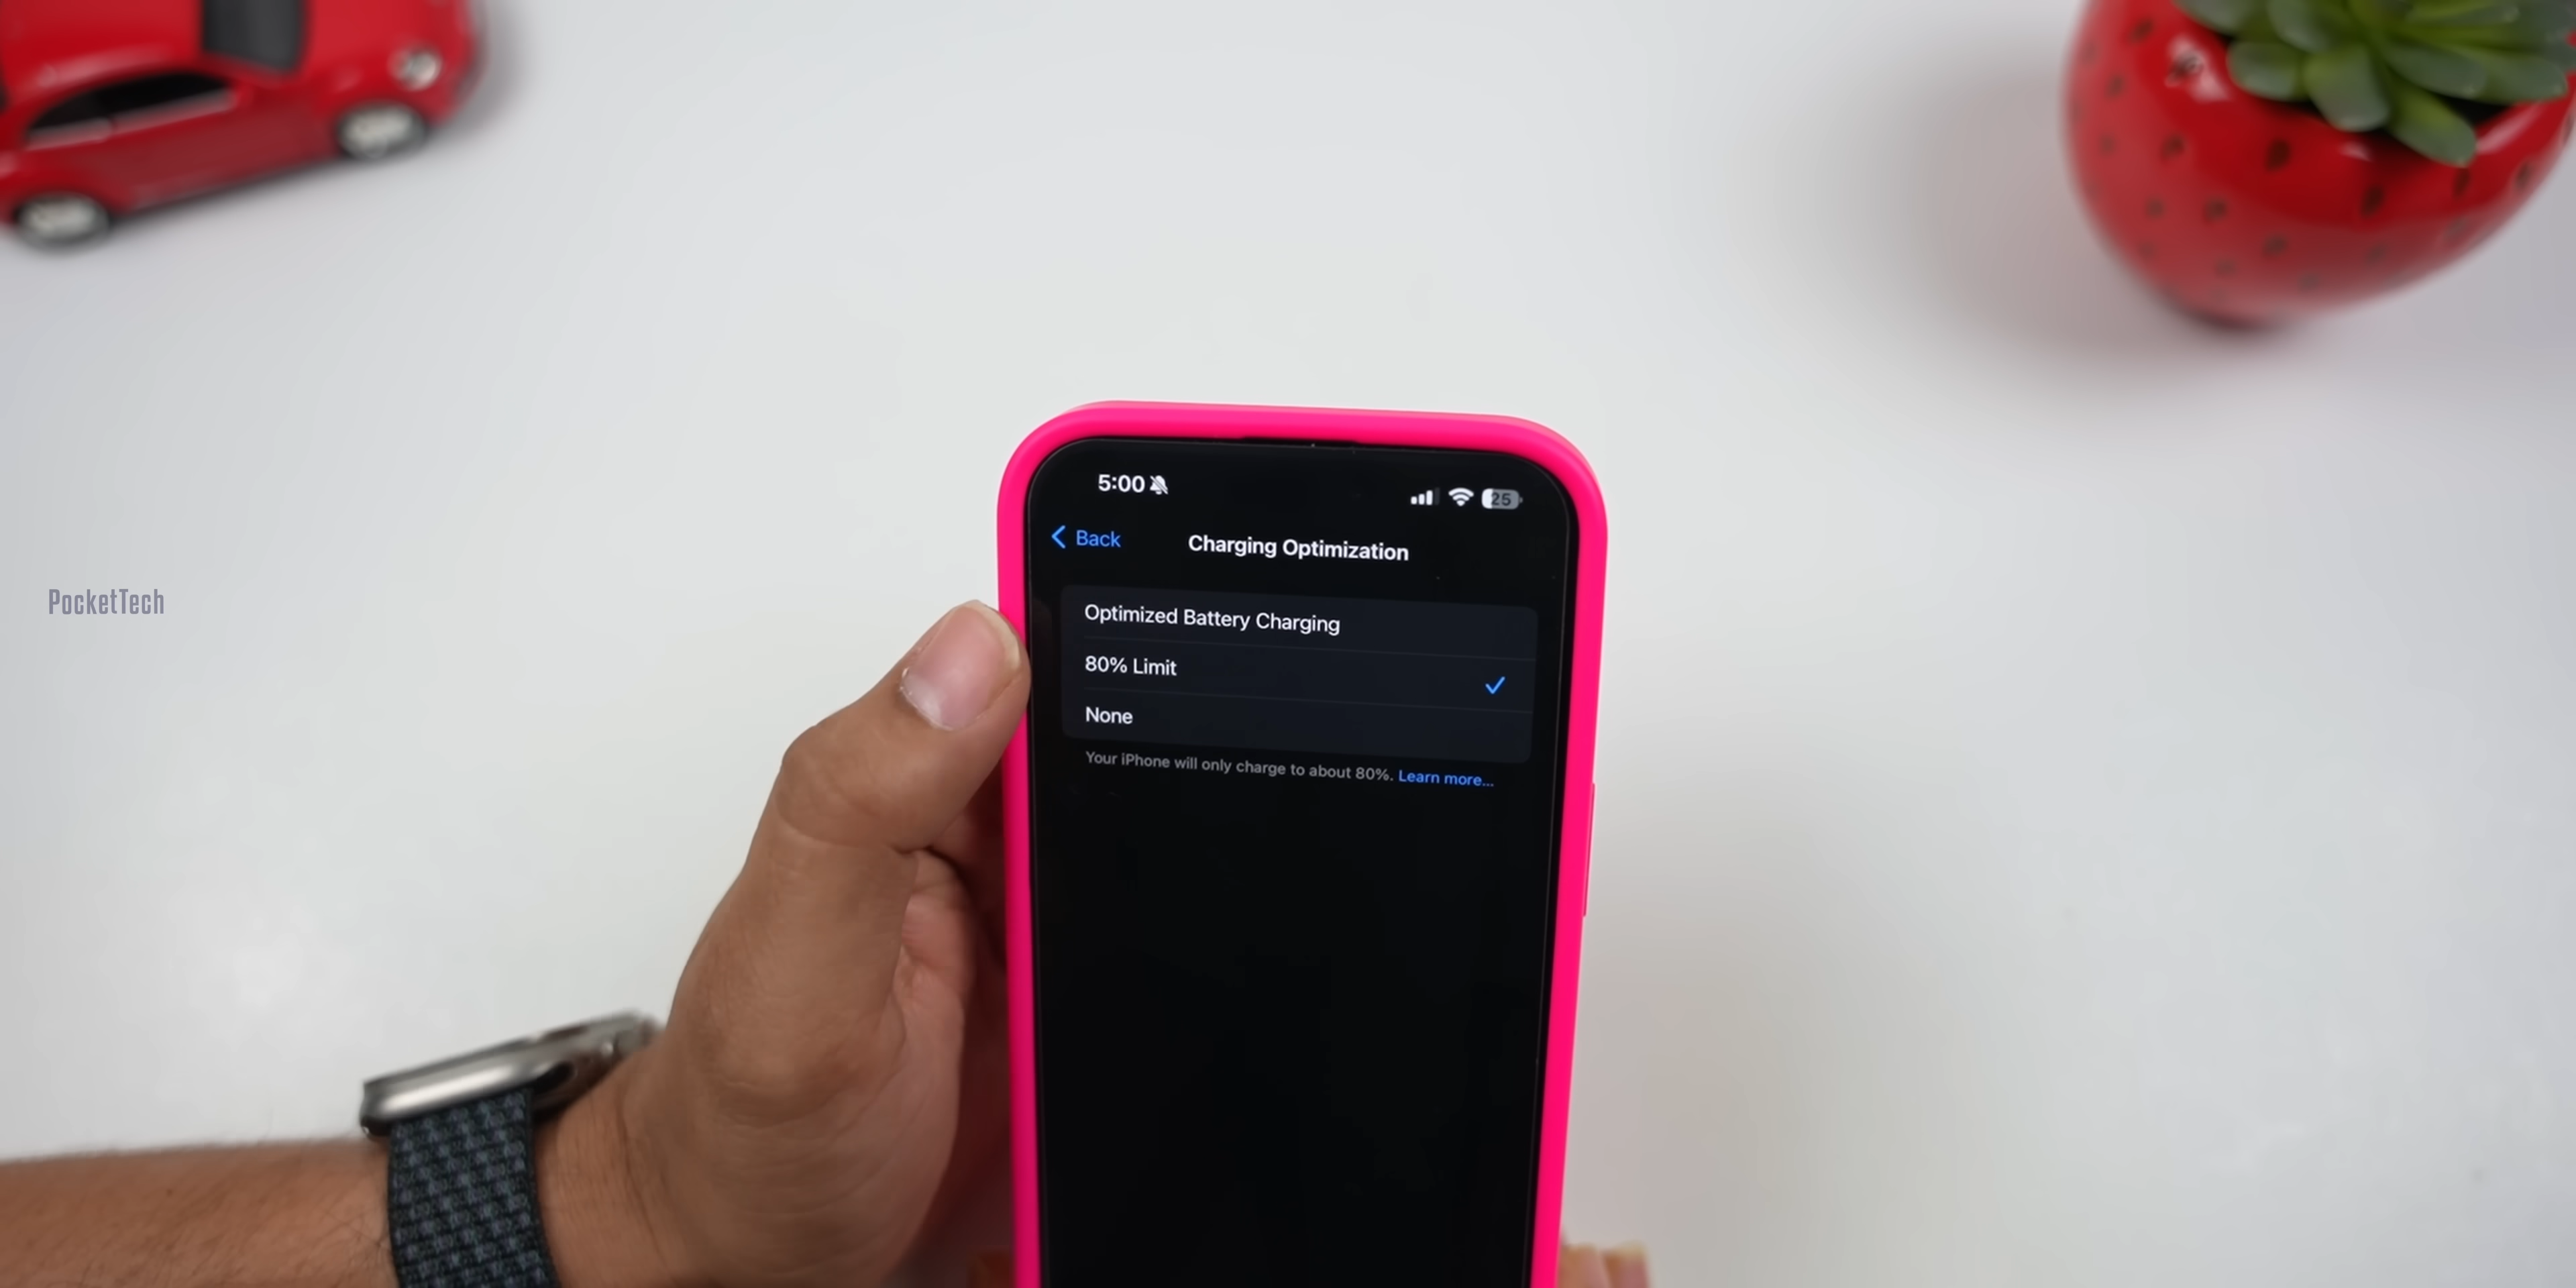 5:00
25
Back
Charging Optimization
Optimized Battery Charging
80% Limit
None
Your iPhone will only charge to about 80%. Learn more...
PocketTech